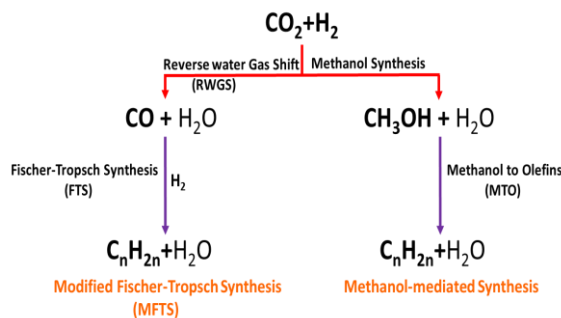 CO₂+H₂
Reverse water Gas Shift Methanol Synthesis
(RWGS)
CO + H₂O CH₃OH + H₂O
Fischer-Tropsch Synthesis
(FTS)
H₂
Methanol to Olefins
(MTO)
CₙH₂ₙ+H₂O CₙH₂ₙ+H₂O
Modified Fischer-Tropsch Synthesis
(MFTS)
Methanol-mediated Synthesis